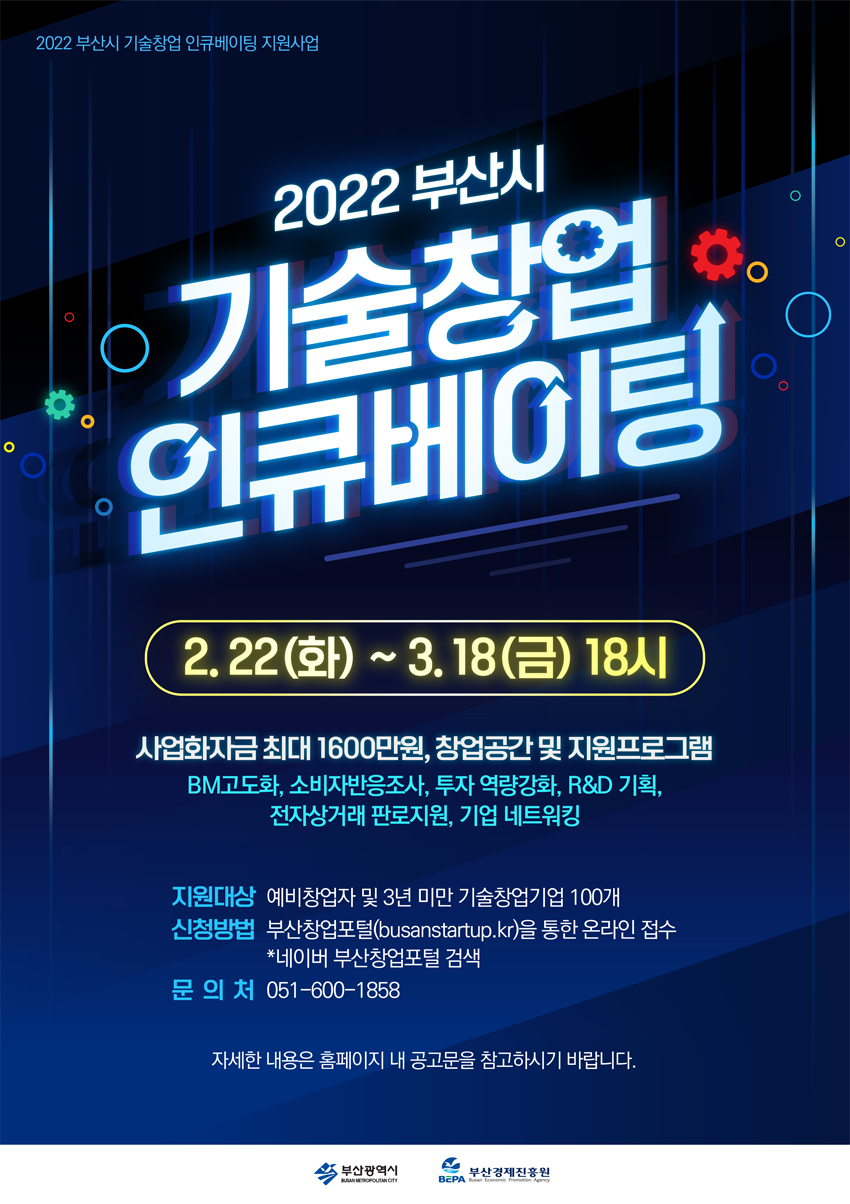 2022 부산시 기술창업 인큐베이팅 지원사업
2022 부산시
기술창업
인큐베이팅
2. 22(화) ~ 3. 18(금) 18시
사업화자금 최대 1600만원, 창업공간 및 지원프로그램
BM고도화, 소비자반응조사, 투자 역량강화, R&D 기획,
전자상거래 판로지원, 기업 네트워킹
지원대상 예비창업자 및 3년 미만 기술창업기업 100개
신청방법 부산창업포털(busanstartup.kr)을 통한 온라인 접수
*네이버 부산창업포털 검색
문 의 처 051-600-1858
자세한 내용은 홈페이지 내 공고문을 참고하시기 바랍니다.
부산광역시
BUSAN METROPOLITAN CITY
BEPA 부산경제진흥원
Busan Economic Promotion Agency